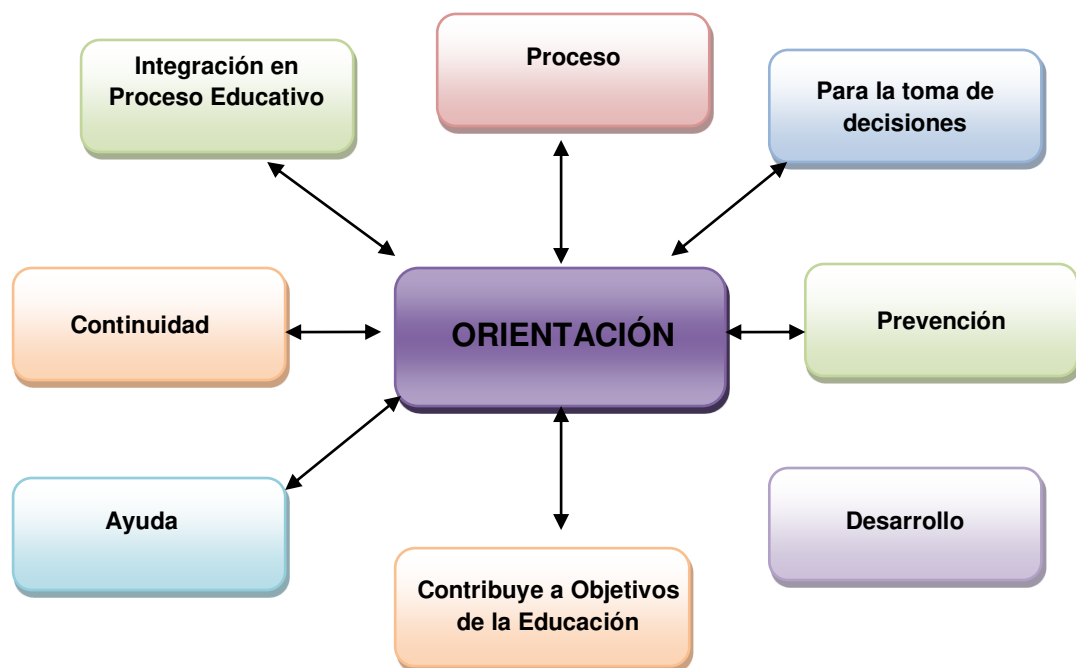 Integración en
Proceso Educativo
Proceso
Para la toma de
decisiones
Continuidad
ORIENTACIÓN
Prevención
Ayuda
Desarrollo
Contribuye a Objetivos
de la Educación